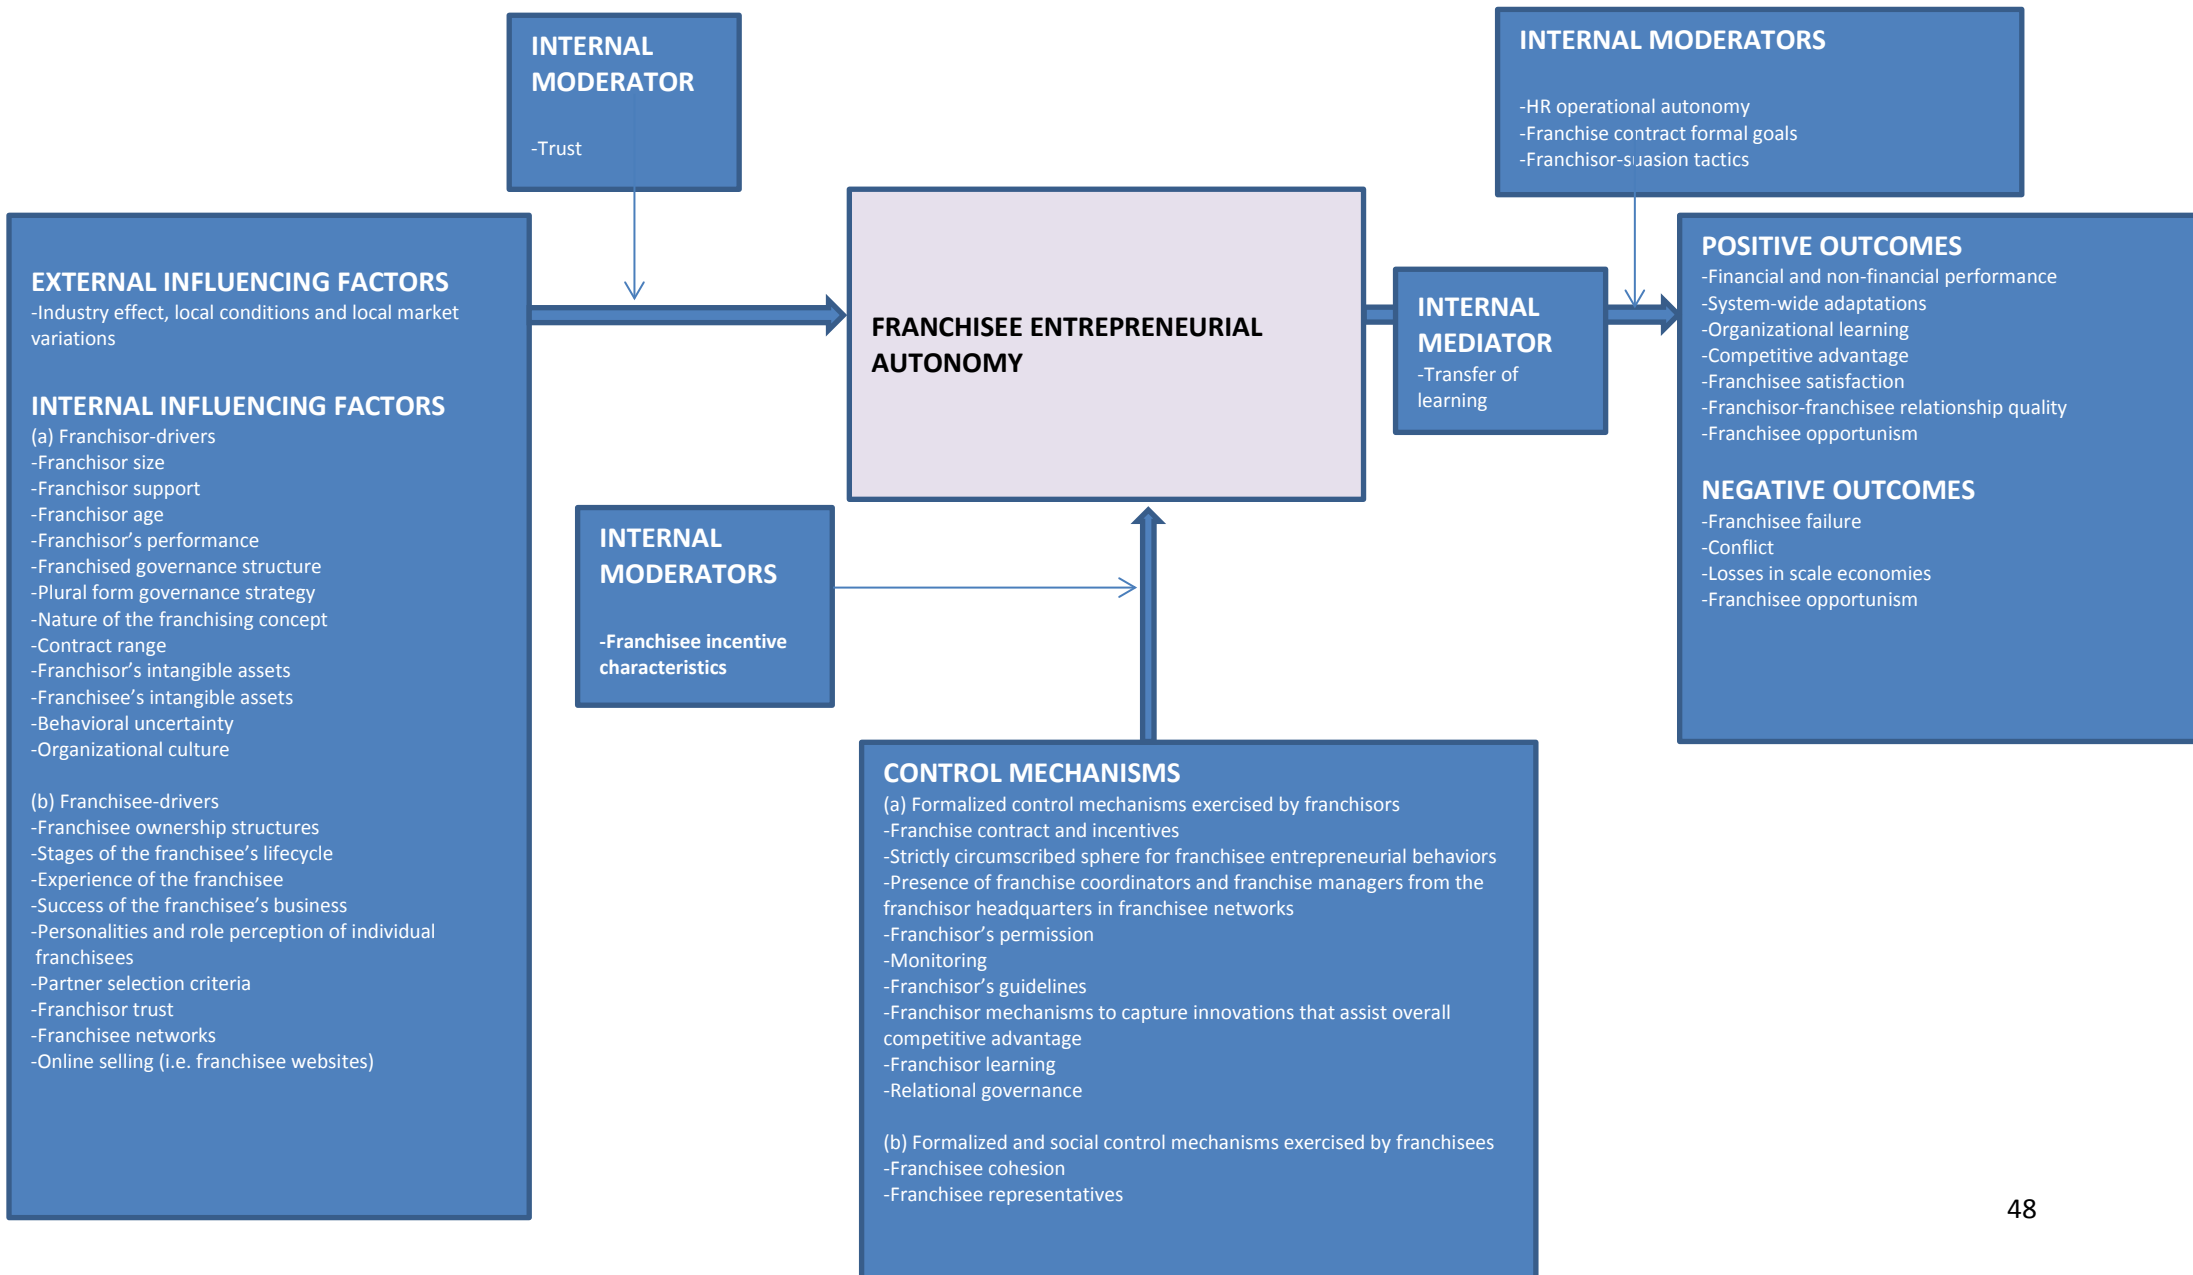 INTERNAL
MODERATOR
-Trust
INTERNAL MODERATORS
-HR operational autonomy
-Franchise contract formal goals
-Franchisor-suasion tactics
EXTERNAL INFLUENCING FACTORS
-Industry effect, local conditions and local market
variations
INTERNAL INFLUENCING FACTORS
(a) Franchisor-drivers
-Franchisor size
-Franchisor support
-Franchisor age
-Franchisor’s performance
-Franchised governance structure
-Plural form governance strategy
-Nature of the franchising concept
-Contract range
-Franchisor’s intangible assets
-Franchisee’s intangible assets
-Behavioral uncertainty
-Organizational culture
(b) Franchisee-drivers
-Franchisee ownership structures
-Stages of the franchisee’s lifecycle
-Experience of the franchisee
-Success of the franchisee’s business
-Personalities and role perception of individual
franchisees
-Partner selection criteria
-Franchisor trust
-Franchisee networks
-Online selling (i.e. franchisee websites)
FRANCHISEE ENTREPRENEURIAL
AUTONOMY
INTERNAL
MEDIATOR
-Transfer of
learning
POSITIVE OUTCOMES
-Financial and non-financial performance
-System-wide adaptations
-Organizational learning
-Competitive advantage
-Franchisee satisfaction
-Franchisor-franchisee relationship quality
-Franchisee opportunism
NEGATIVE OUTCOMES
-Franchisee failure
-Conflict
-Losses in scale economies
-Franchisee opportunism
INTERNAL
MODERATORS
-Franchisee incentive
characteristics
CONTROL MECHANISMS
(a) Formalized control mechanisms exercised by franchisors
-Franchise contract and incentives
-Strictly circumscribed sphere for franchisee entrepreneurial behaviors
-Presence of franchise coordinators and franchise managers from the
franchisor headquarters in franchisee networks
-Franchisor’s permission
-Monitoring
-Franchisor’s guidelines
-Franchisor mechanisms to capture innovations that assist overall
competitive advantage
-Franchisor learning
-Relational governance
(b) Formalized and social control mechanisms exercised by franchisees
-Franchisee cohesion
-Franchisee representatives
48